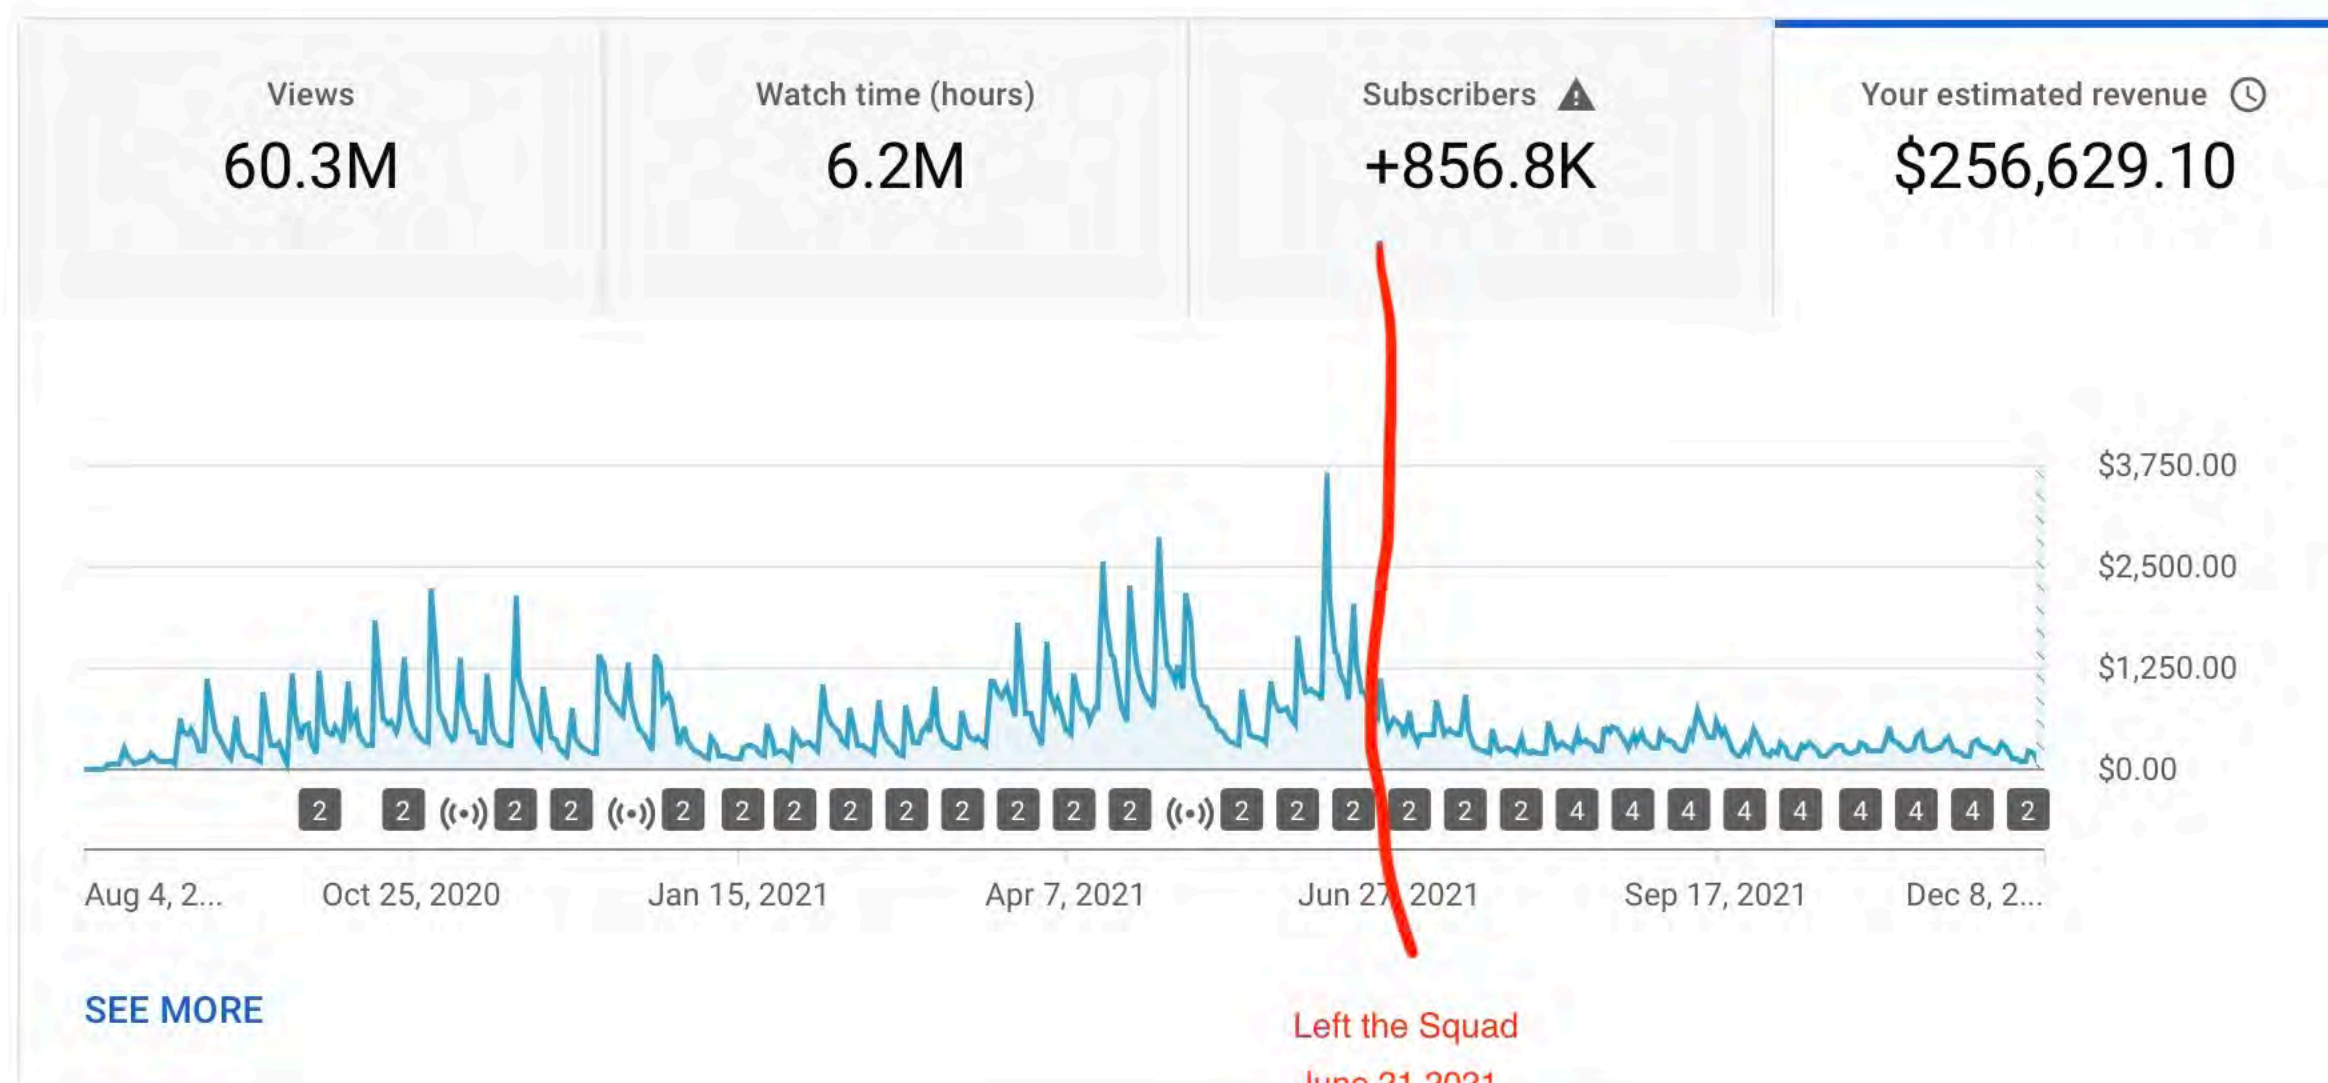 Views
60.3M
Watch time (hours)
6.2M
Subscribers
+856.8K
Your estimated revenue
$256,629.10
$3,750.00
$2,500.00
$1,250.00
$0.00
2 2 2 2 2 2 2 2 2 2 2 2 2 2 2 2 2 2 2 4 4 4 4 4 4 4 4 2
Aug 4, 2... Oct 25, 2020 Jan 15, 2021 Apr 7, 2021 Jun 27, 2021 Sep 17, 2021 Dec 8, 2...
SEE MORE
Left the Squad
June 21 2021